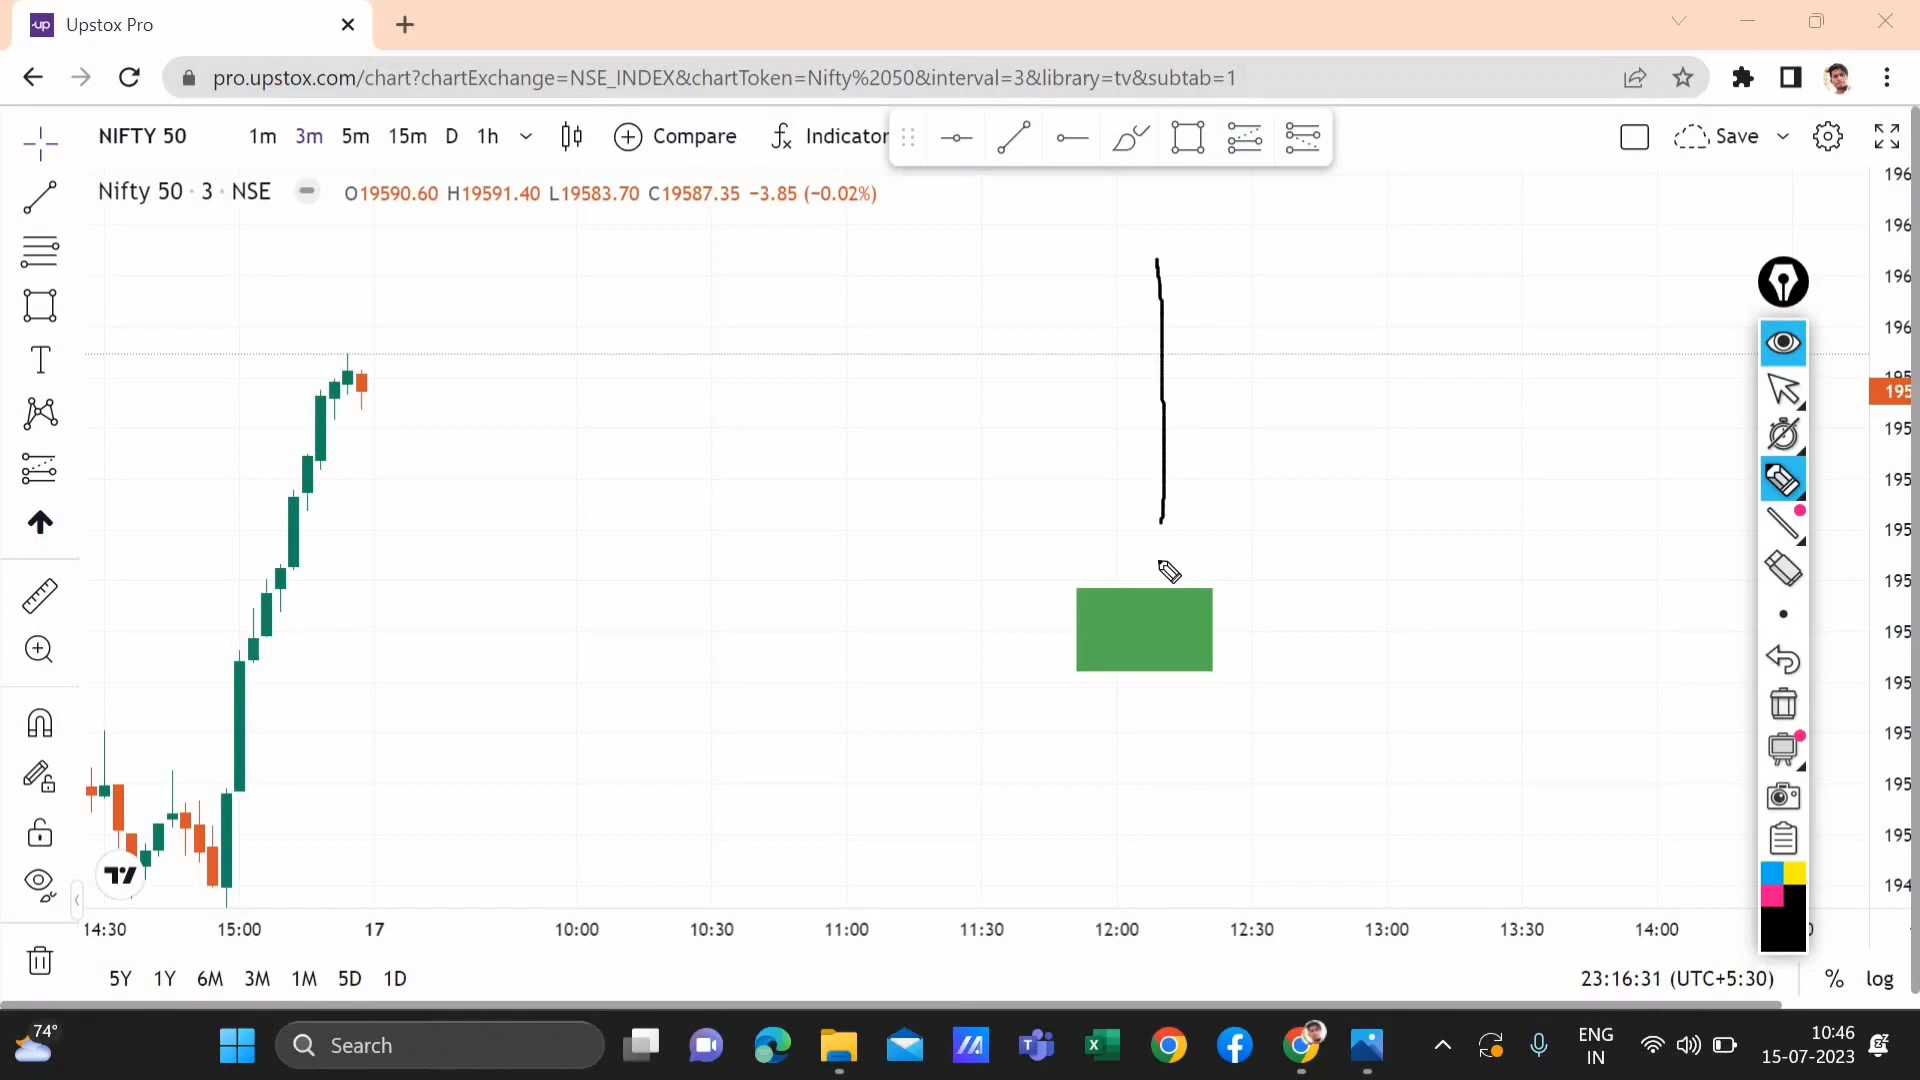 up Upstox Pro
pro.upstox.com/chart?chartExchange=NSE_INDEX&chartToken=Nifty%2050&interval=3&library=tv&subtab=1
NIFTY 50 1m 3m 5m 15m D 1h Compare Indicator Save
Nifty 50 · 3 · NSE O19590.60 H19591.40 L19583.70 C19587.35 −3.85 (−0.02%)
196
196
196
196
195
195
195
195
195
195
195
195
195
195
194
14:30 15:00 17 10:00 10:30 11:00 11:30 12:00 12:30 13:00 13:30 14:00
5Y 1Y 6M 3M 1M 5D 1D 23:16:31 (UTC+5:30) % log
74° Search ENG IN 10:46
15-07-2023